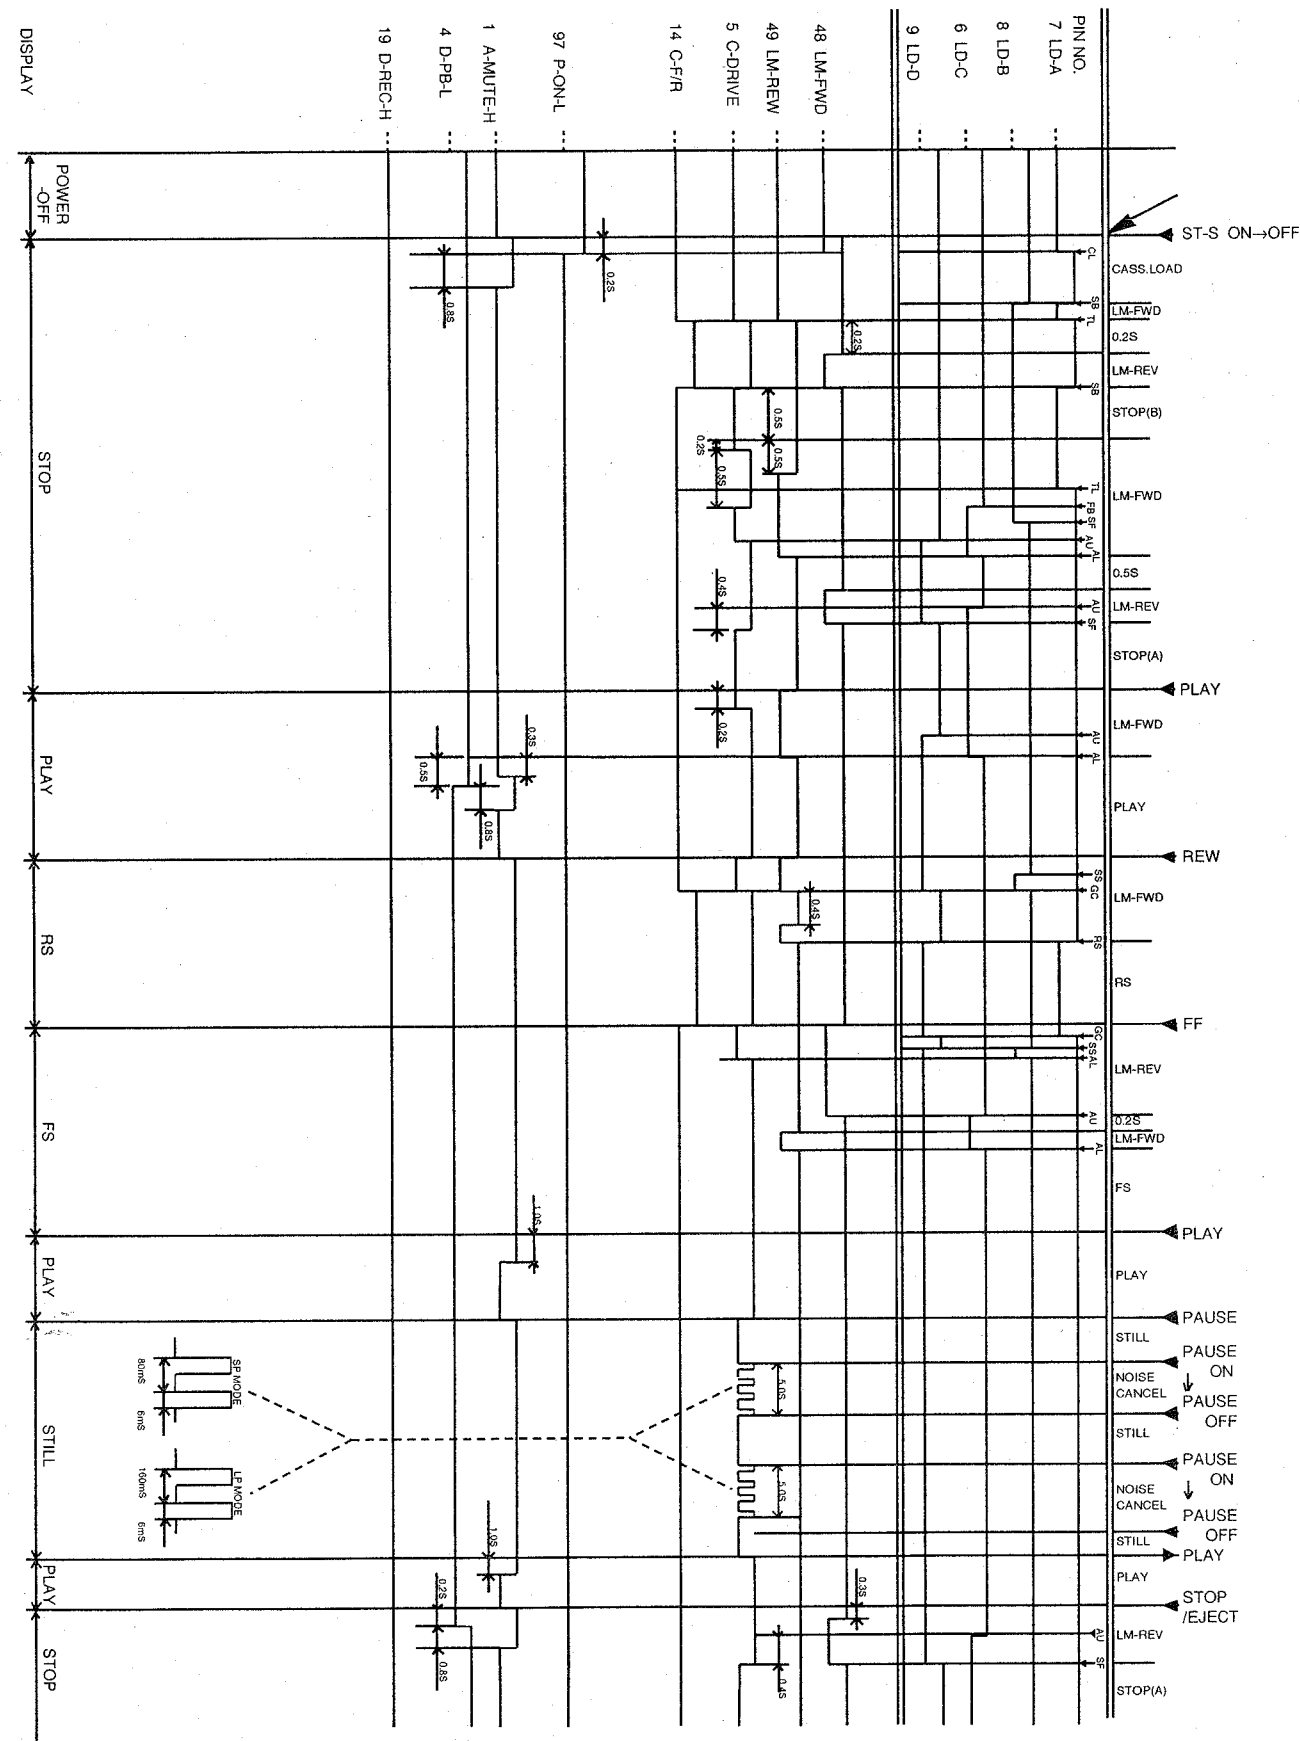 PIN NO.
7 LD-A
8 LD-B
6 LD-C
9 LD-D
48 LM-FWD
49 LM-REW
5 C-DRIVE
14 C-F/R
97 P-ON-L
1 A-MUTE-H
4 D-PB-L
19 D-REC-H
DISPLAY
ST-S ON→OFF
PLAY
REW
FF
PLAY
PAUSE
PAUSE
ON
↓
PAUSE
OFF
PAUSE
ON
↓
PAUSE
OFF
PLAY
STOP
/EJECT
CASS.LOAD
LM-FWD
0.2S
LM-REV
STOP(B)
LM-FWD
0.5S
LM-REV
STOP(A)
LM-FWD
PLAY
LM-FWD
RS
LM-REV
0.2S
LM-FWD
FS
PLAY
STILL
NOISE
CANCEL
STILL
NOISE
CANCEL
STILL
PLAY
LM-REV
STOP(A)
CL
SB
TL
SB
TL
FB
SF
AU
AL
AU
SF
AU
AL
SS
GC
RS
GC
SS
AL
AU
AL
AU
SF
0.2S
0.3S
0.4S
0.5S
0.5S
5.0S
5.0S
0.4S
0.2S
0.5S
0.4S
0.2S
0.2S
0.3S
1.0S
0.8S
1.0S
0.8S
0.5S
0.2S
0.8S
SP MODE
80mS
6mS
LP MODE
160mS
6mS
POWER
-OFF
STOP
PLAY
RS
FS
PLAY
STILL
PLAY
STOP